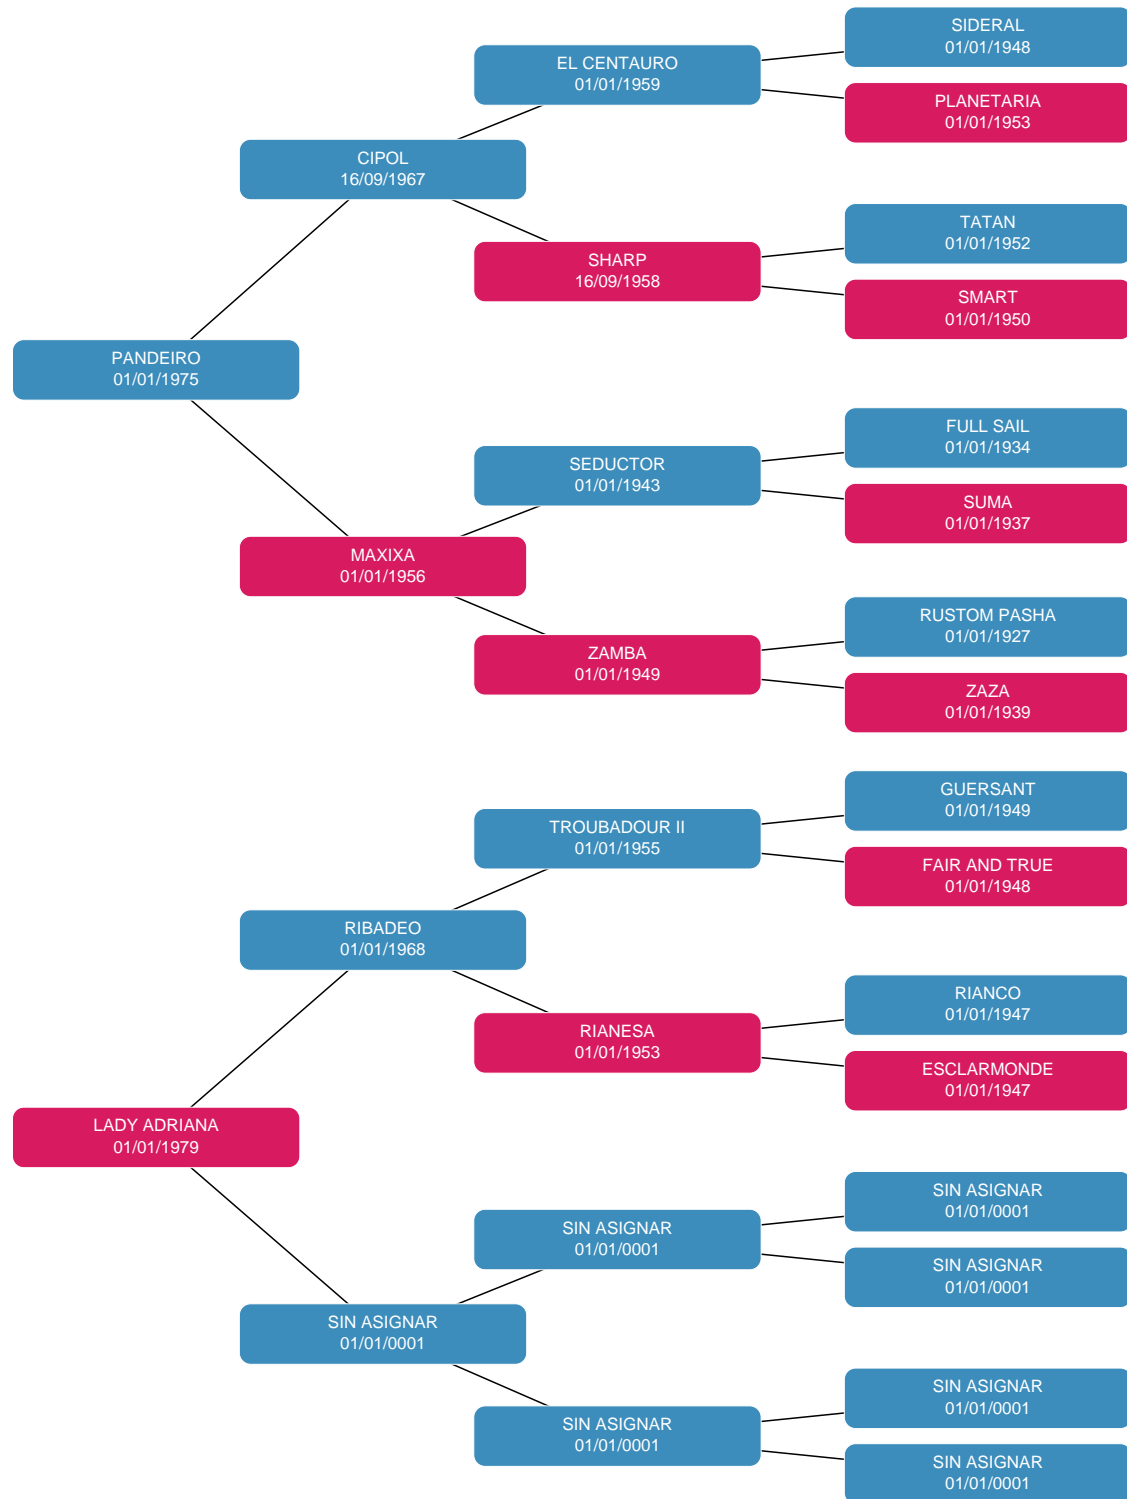 SIDERAL
01/01/1948
EL CENTAURO
01/01/1959
PLANETARIA
01/01/1953
CIPOL
16/09/1967
TATAN
01/01/1952
SHARP
16/09/1958
SMART
01/01/1950
PANDEIRO
01/01/1975
FULL SAIL
01/01/1934
SEDUCTOR
01/01/1943
SUMA
01/01/1937
MAXIXA
01/01/1956
RUSTOM PASHA
01/01/1927
ZAMBA
01/01/1949
ZAZA
01/01/1939
GUERSANT
01/01/1949
TROUBADOUR II
01/01/1955
FAIR AND TRUE
01/01/1948
RIBADEO
01/01/1968
RIANCO
01/01/1947
RIANESA
01/01/1953
ESCLARMONDE
01/01/1947
LADY ADRIANA
01/01/1979
SIN ASIGNAR
01/01/0001
SIN ASIGNAR
01/01/0001
SIN ASIGNAR
01/01/0001
SIN ASIGNAR
01/01/0001
SIN ASIGNAR
01/01/0001
SIN ASIGNAR
01/01/0001
SIN ASIGNAR
01/01/0001